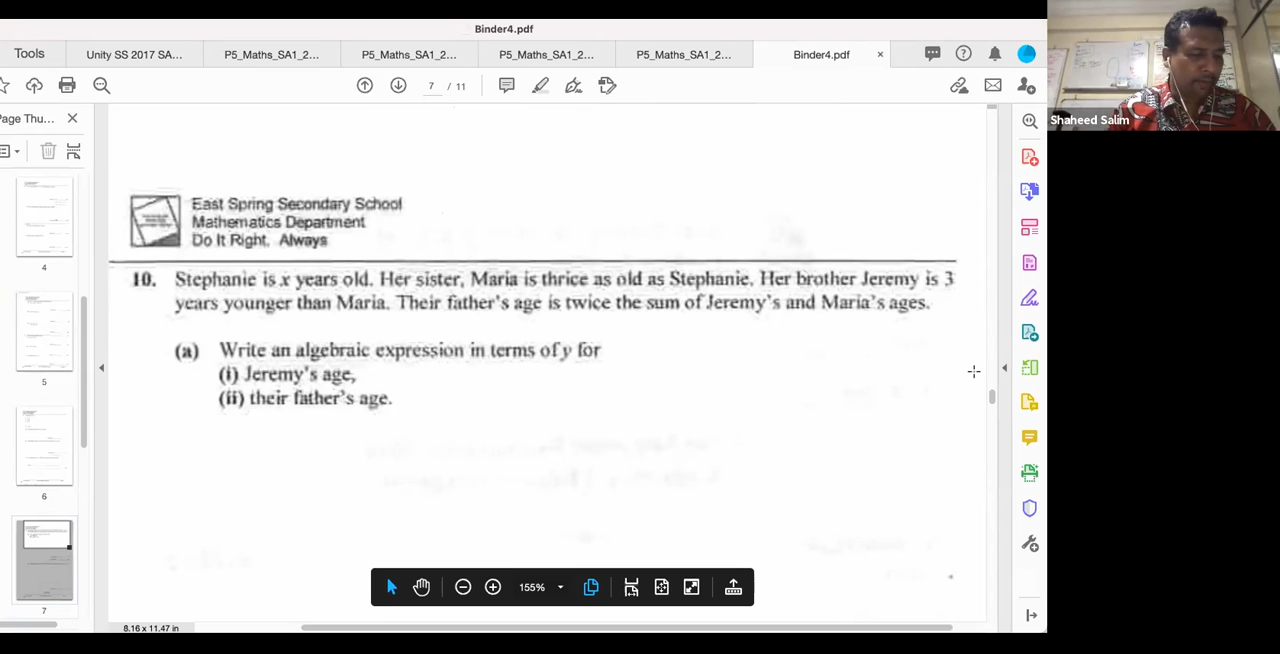 Binder4.pdf
Tools
Unity SS 2017 SA...
P5_Maths_SA1_2...
P5_Maths_SA1_2...
P5_Maths_SA1_2...
P5_Maths_SA1_2...
Binder4.pdf
7 / 11
Page Thu...
4
5
6
7
East Spring Secondary School
Mathematics Department
Do It Right, Always
10. Stephanie is x years old. Her sister, Maria is thrice as old as Stephanie. Her brother Jeremy is 3
years younger than Maria. Their father's age is twice the sum of Jeremy's and Maria's ages.
(a) Write an algebraic expression in terms of y for
(i) Jeremy's age,
(ii) their father's age.
155%
8.16 x 11.47 in
Shaheed Salim